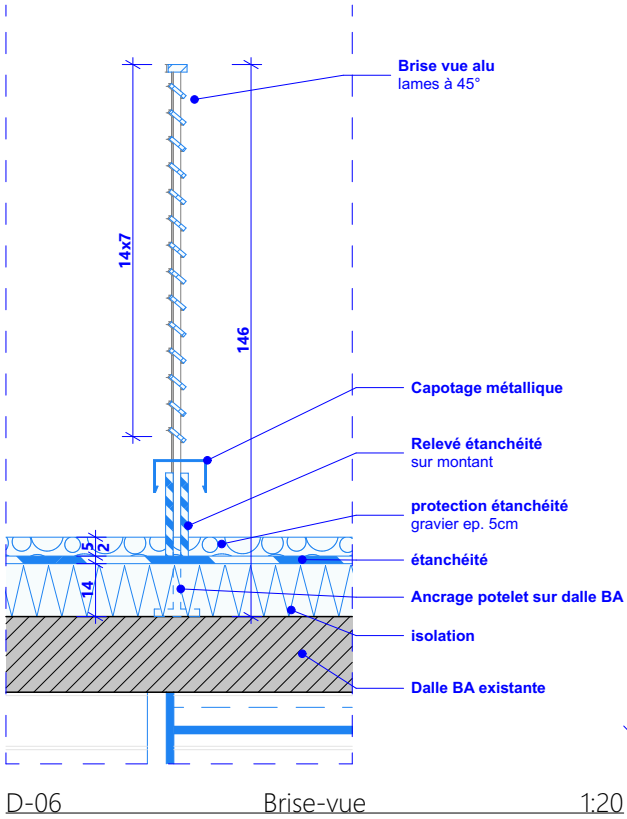 Brise vue alu
lames à 45°
14x7
146
Capotage métallique
Relevé étanchéité
sur montant
protection étanchéité
gravier ep. 5cm
5
2
étanchéité
14
Ancrage potelet sur dalle BA
isolation
Dalle BA existante
D-06 Brise-vue 1:20